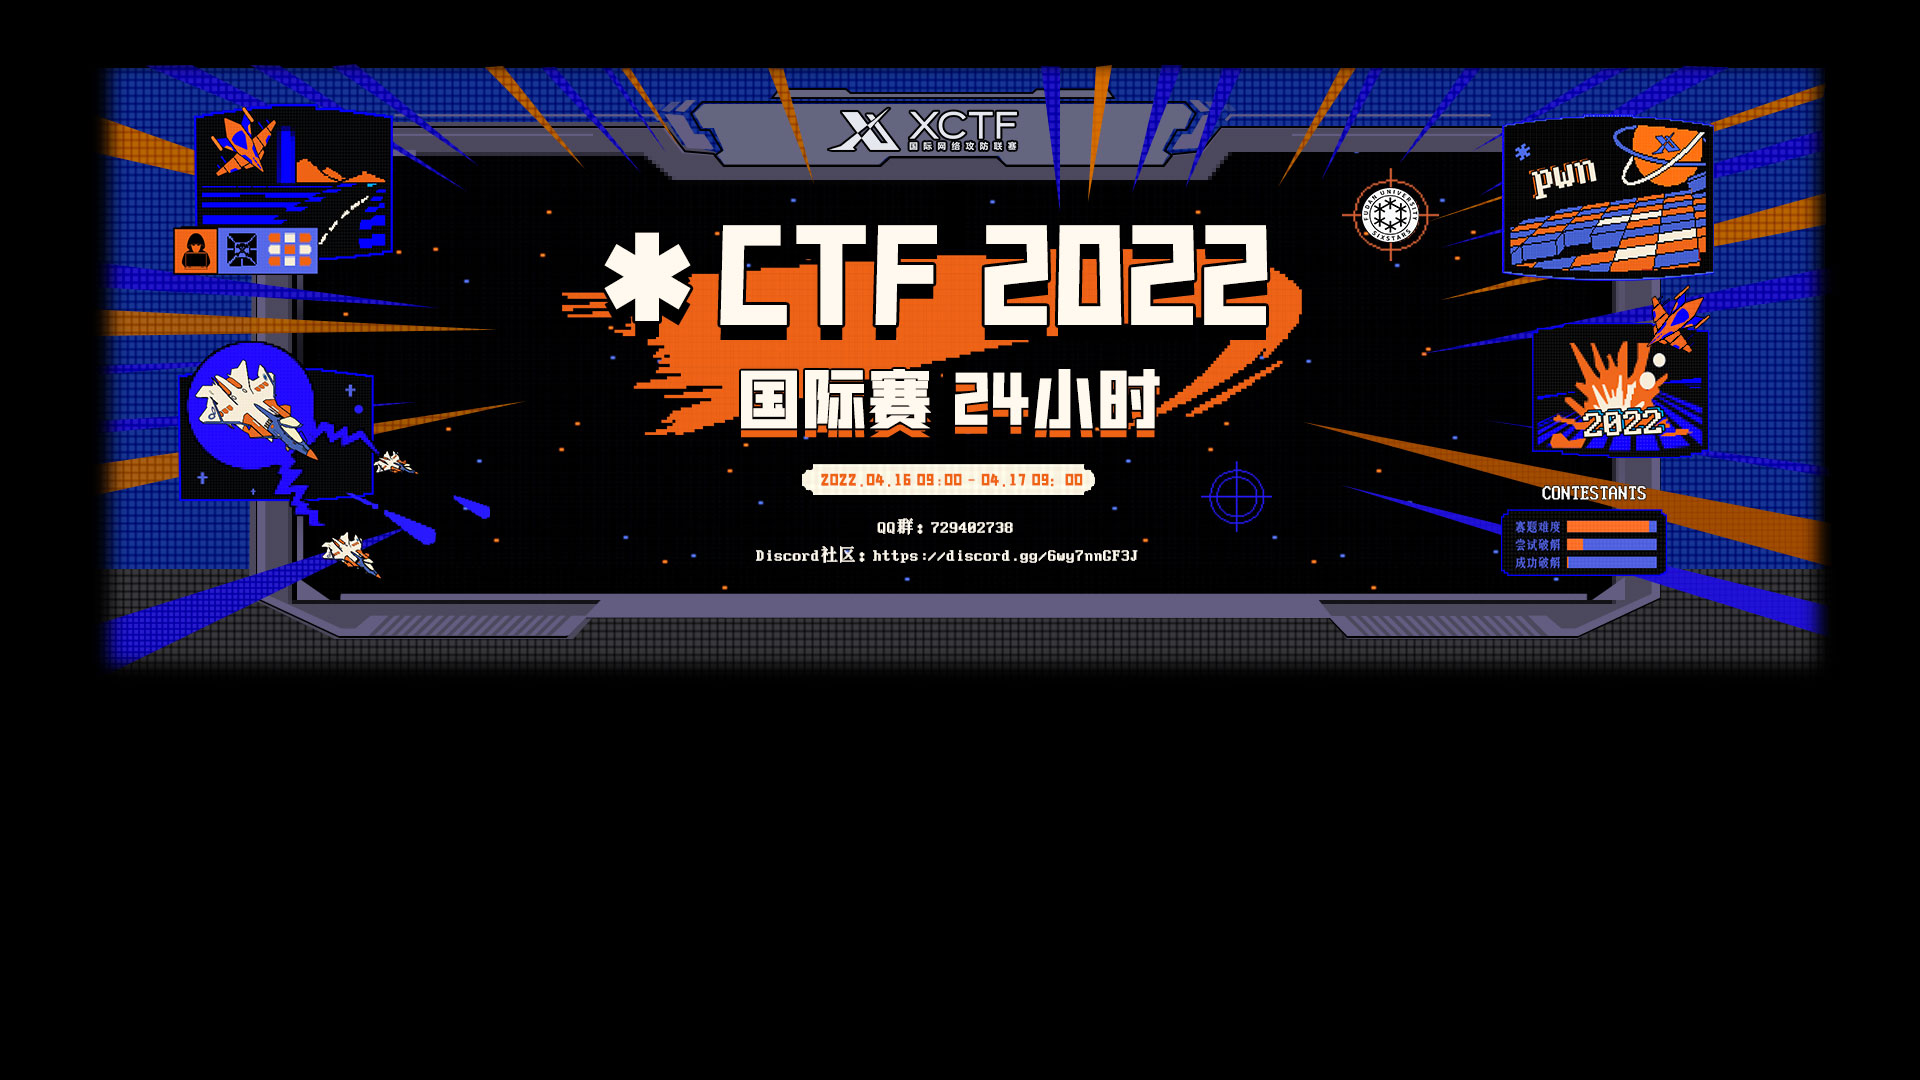 XCTF
国际网络攻防联赛
*CTF 2022
国际赛 24小时
2022.04.16 09:00 - 04.17 09: 00
QQ群: 729402738
Discord社区: https://discord.gg/6wy7nnGF3J
FUDAN UNIVERSITY
SIXSTARS
* pwn
X
2022
CONTESTANTS
赛题难度
尝试破解
成功破解